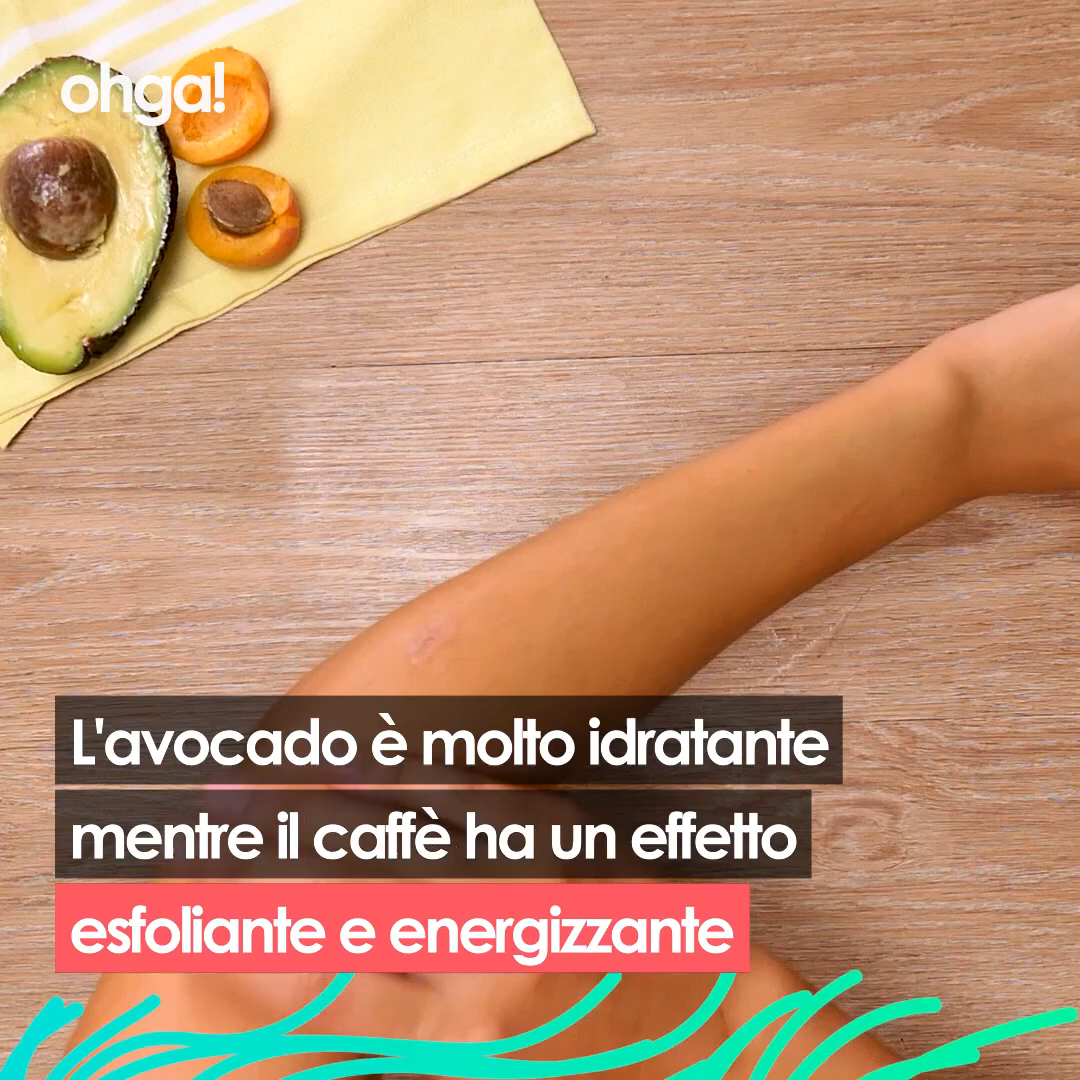 ohga!
L'avocado è molto idratante
mentre il caffè ha un effetto
esfoliante e energizzante